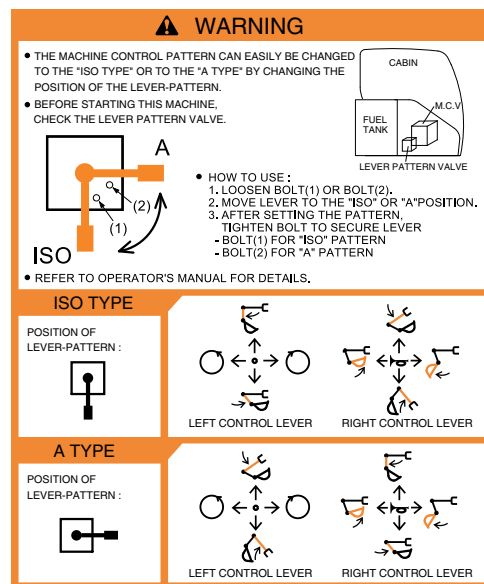 WARNING
• THE MACHINE CONTROL PATTERN CAN EASILY BE CHANGED
TO THE "ISO TYPE" OR TO THE "A TYPE" BY CHANGING THE
POSITION OF THE LEVER-PATTERN.
• BEFORE STARTING THIS MACHINE,
CHECK THE LEVER PATTERN VALVE.
CABIN
M.C.V
FUEL
TANK
LEVER PATTERN VALVE
A
(2)
(1)
ISO
• HOW TO USE :
1. LOOSEN BOLT(1) OR BOLT(2).
2. MOVE LEVER TO THE "ISO" OR "A"POSITION.
3. AFTER SETTING THE PATTERN,
TIGHTEN BOLT TO SECURE LEVER
- BOLT(1) FOR "ISO" PATTERN
- BOLT(2) FOR "A" PATTERN
• REFER TO OPERATOR'S MANUAL FOR DETAILS.
ISO TYPE
POSITION OF
LEVER-PATTERN :
LEFT CONTROL LEVER
RIGHT CONTROL LEVER
A TYPE
POSITION OF
LEVER-PATTERN :
LEFT CONTROL LEVER
RIGHT CONTROL LEVER